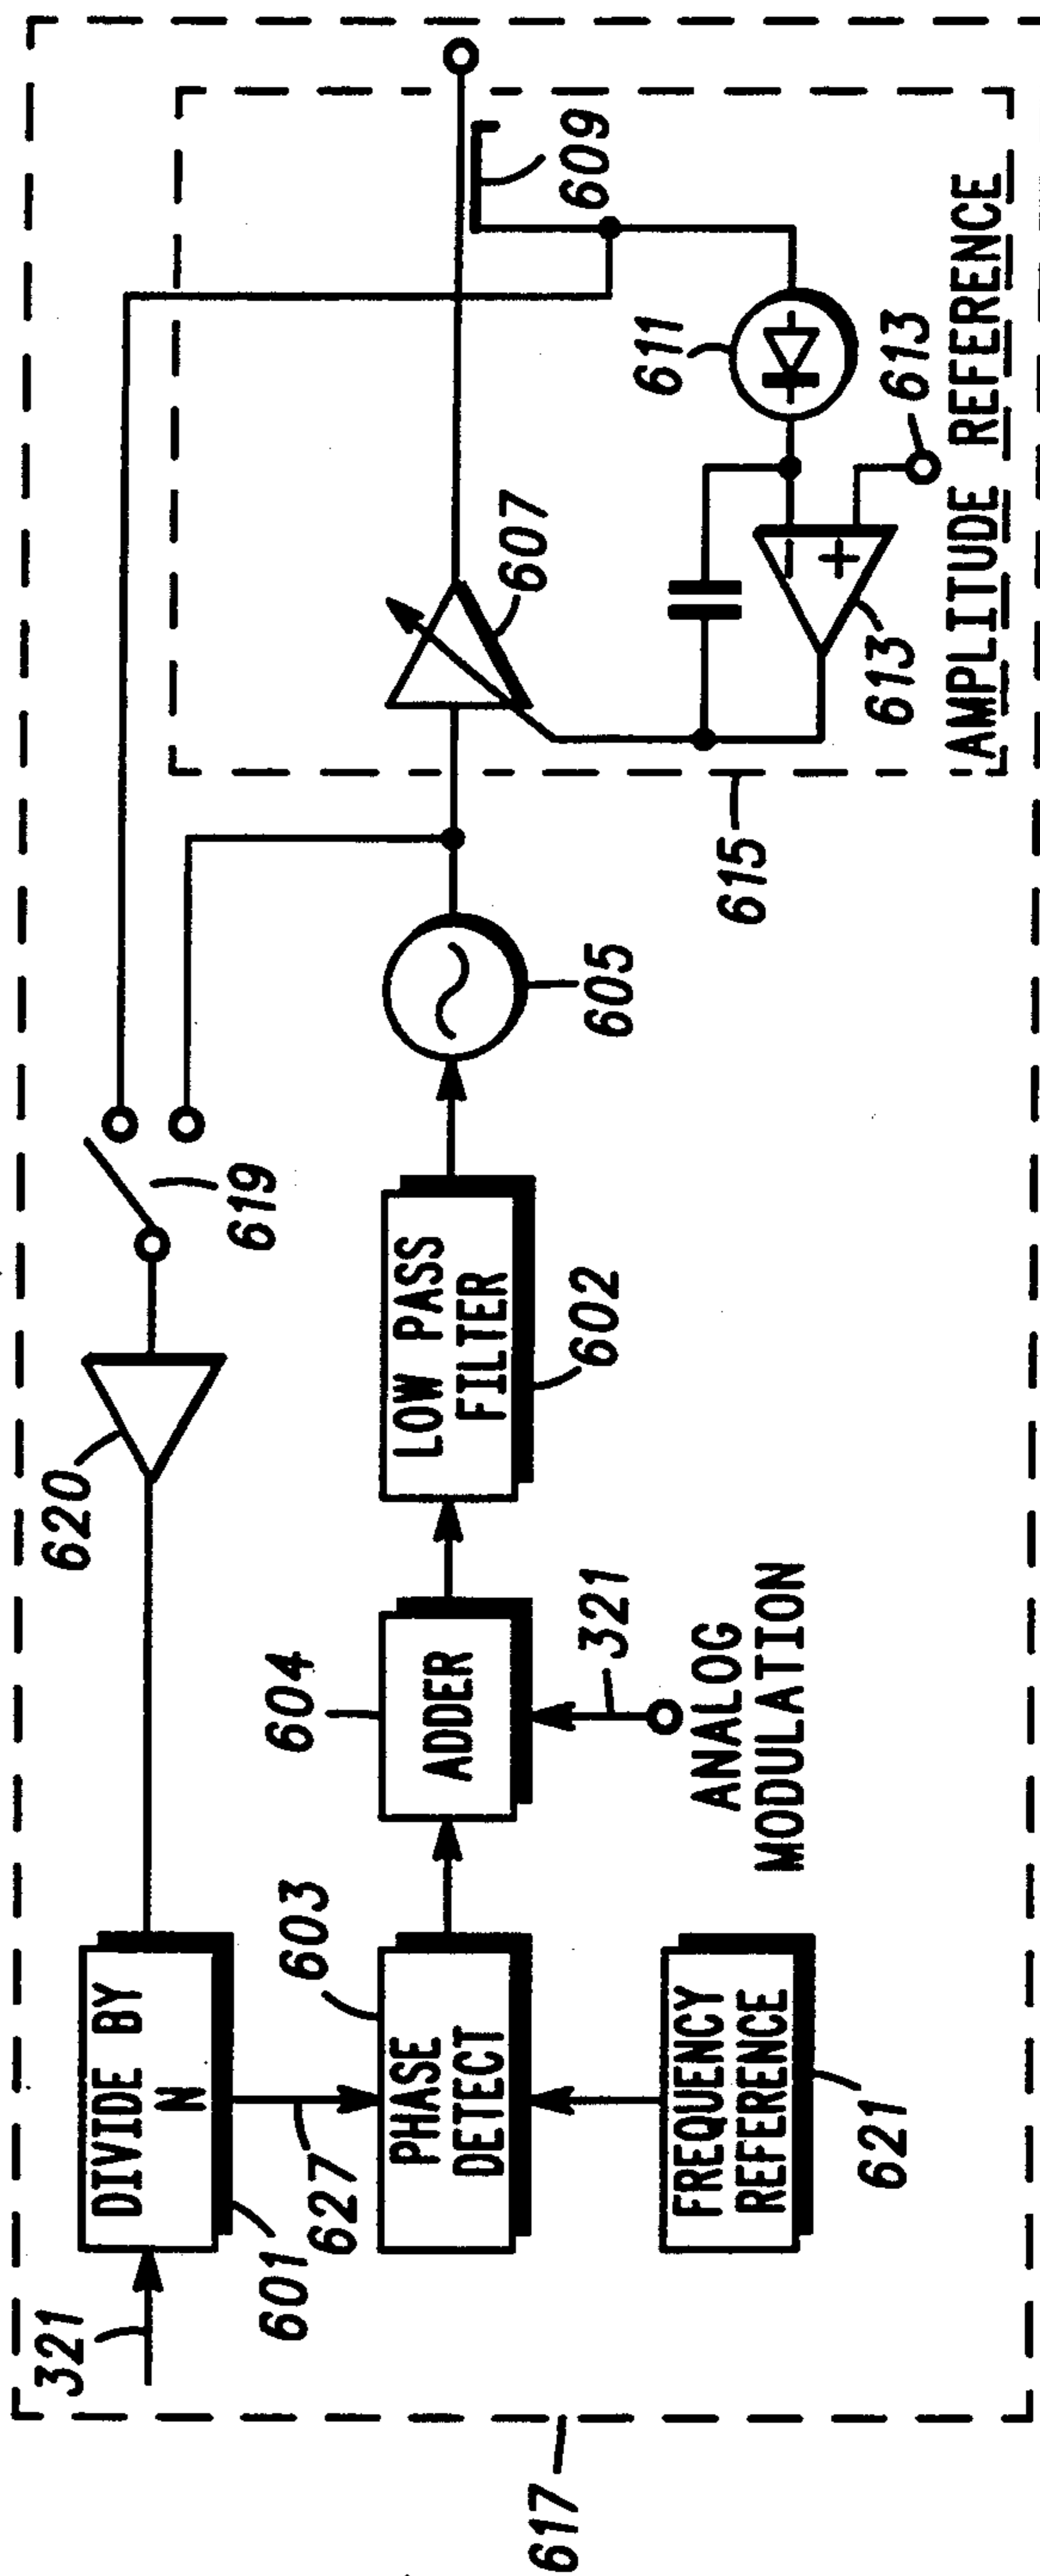 321
DIVIDE BY
N
601
627
620
619
603
PHASE
DETECT
604
ADDER
LOW PASS
FILTER
602
605
607
609
611
613
−
+
613
321
ANALOG
MODULATION
FREQUENCY
REFERENCE
621
615
AMPLITUDE REFERENCE
617